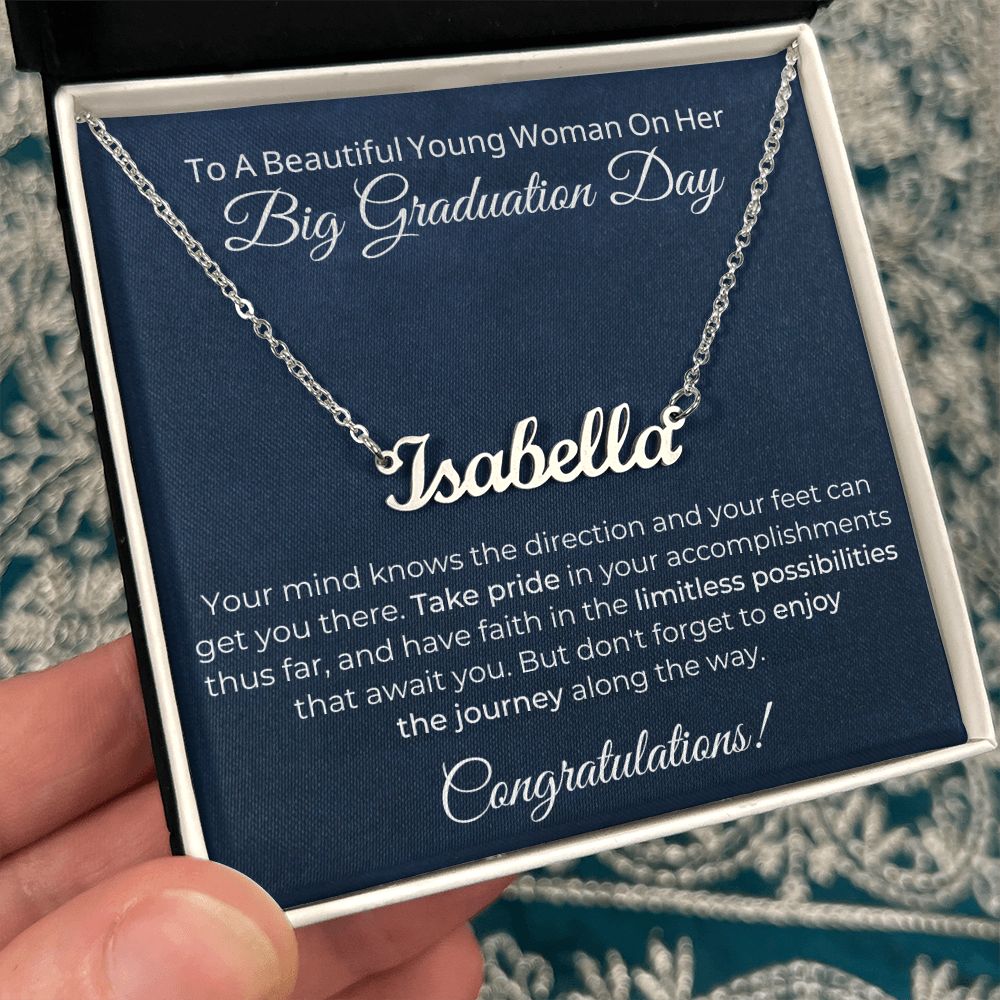 To A Beautiful Young Woman On Her
Big Graduation Day
Isabella
Your mind knows the direction and your feet can
get you there. Take pride in your accomplishments
thus far, and have faith in the limitless possibilities
that await you. But don't forget to enjoy
the journey along the way.
Congratulations!